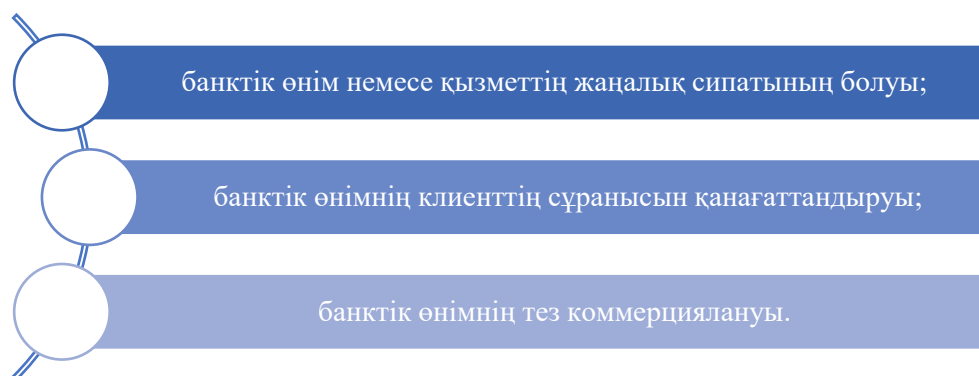 банктік өнім немесе қызметтің жаңалық сипатының болуы;
банктік өнімнің клиенттің сұранысын қанағаттандыруы;
банктік өнімнің тез коммерциялануы.